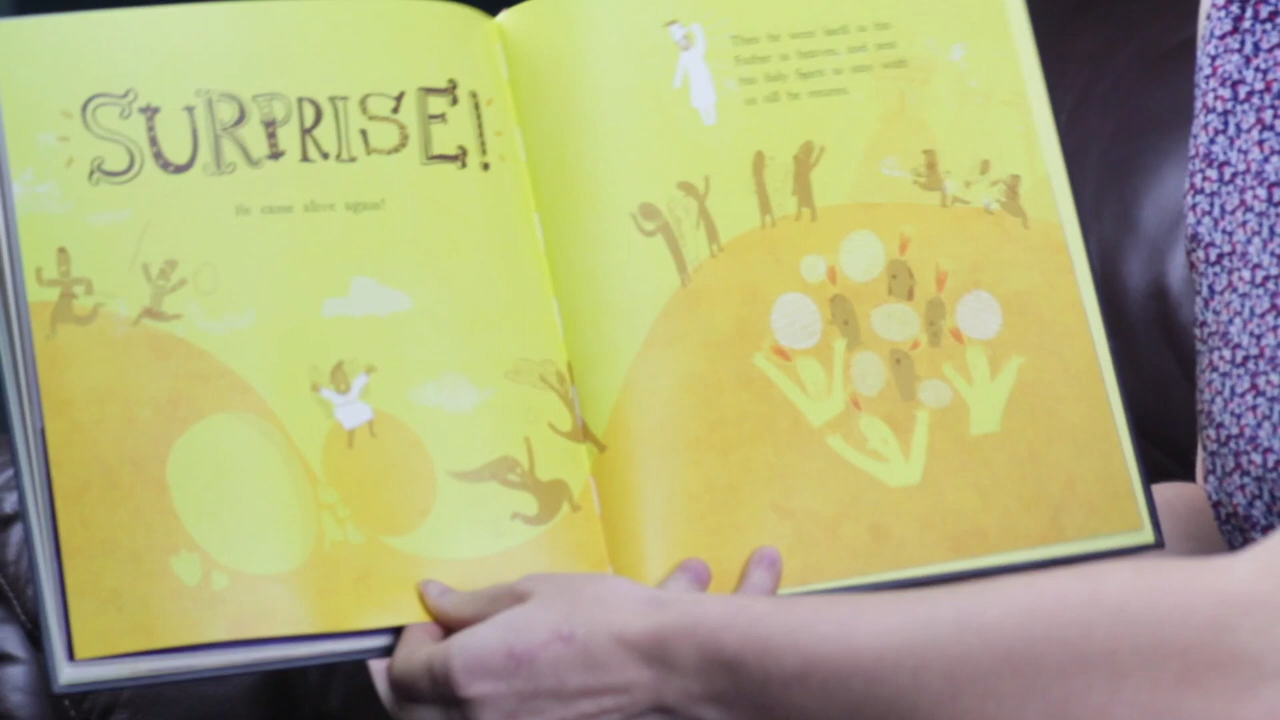 SURPRISE!
He came alive again!
Then he went back to the
Father in heaven, and sent
the Holy Spirit to stay with
us till he returns.